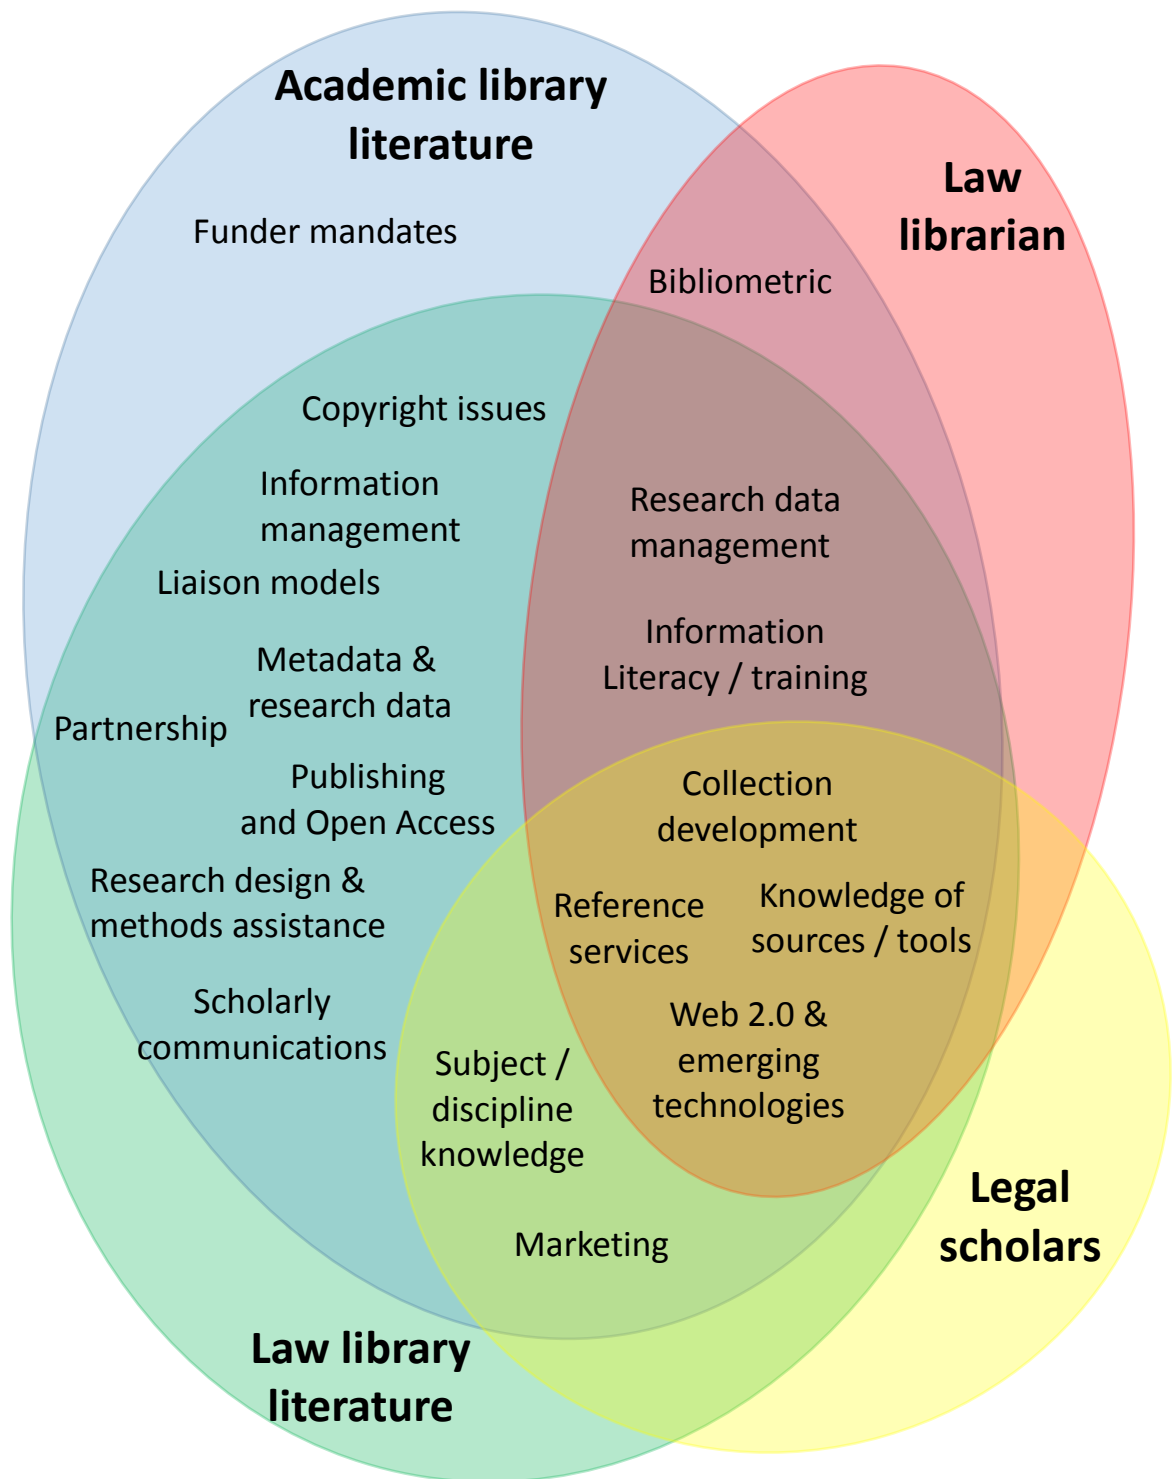 Academic library
literature
Law
librarian
Funder mandates
Bibliometric
Copyright issues
Information
management
Research data
management
Liaison models
Information
Literacy / training
Metadata &
research data
Partnership
Publishing
and Open Access
Collection
development
Research design &
methods assistance
Reference
services
Knowledge of
sources / tools
Scholarly
communications
Web 2.0 &
emerging
technologies
Subject /
discipline
knowledge
Marketing
Legal
scholars
Law library
literature